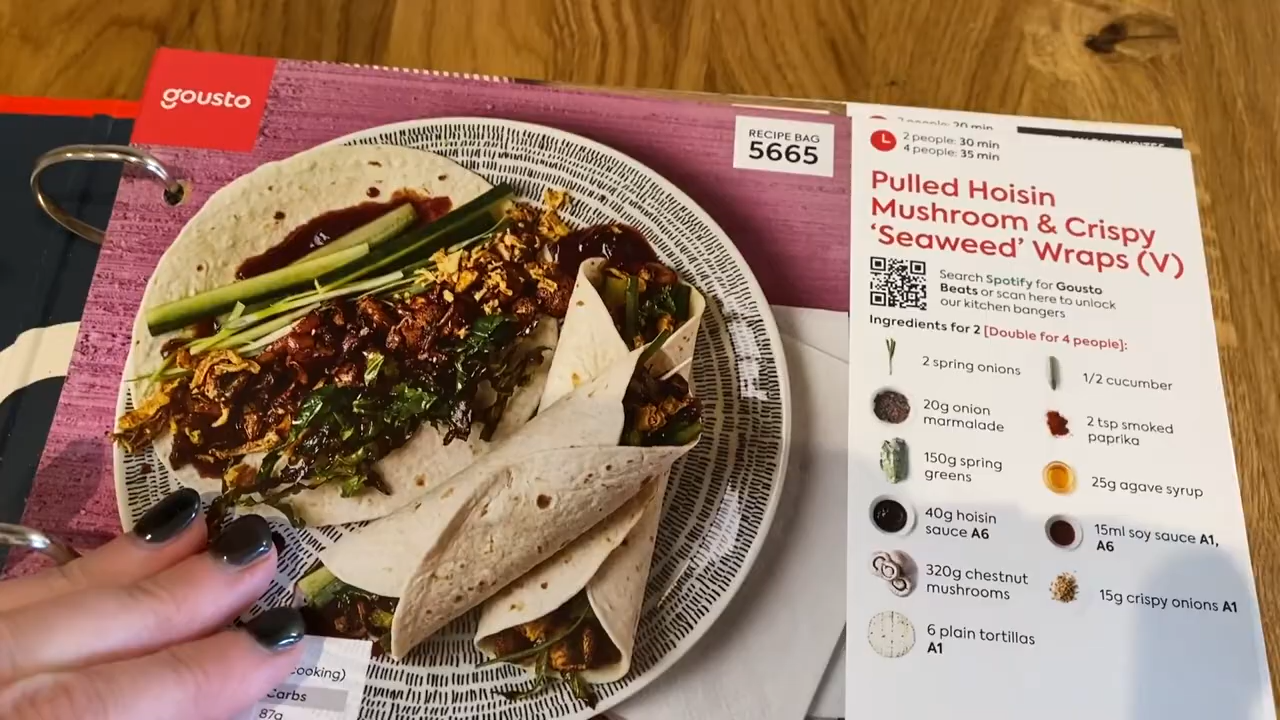 gousto
RECIPE BAG
5665
2 people: 20 min
2 people: 30 min
4 people: 35 min
Pulled Hoisin
Mushroom & Crispy
‘Seaweed’ Wraps (V)
Search Spotify for Gousto
Beats or scan here to unlock
our kitchen bangers
Ingredients for 2 [Double for 4 people]:
2 spring onions
1/2 cucumber
20g onion
marmalade
2 tsp smoked
paprika
150g spring
greens
25g agave syrup
40g hoisin
sauce A6
15ml soy sauce A1,
A6
320g chestnut
mushrooms
15g crispy onions A1
6 plain tortillas
A1
cooking)
Carbs
87g